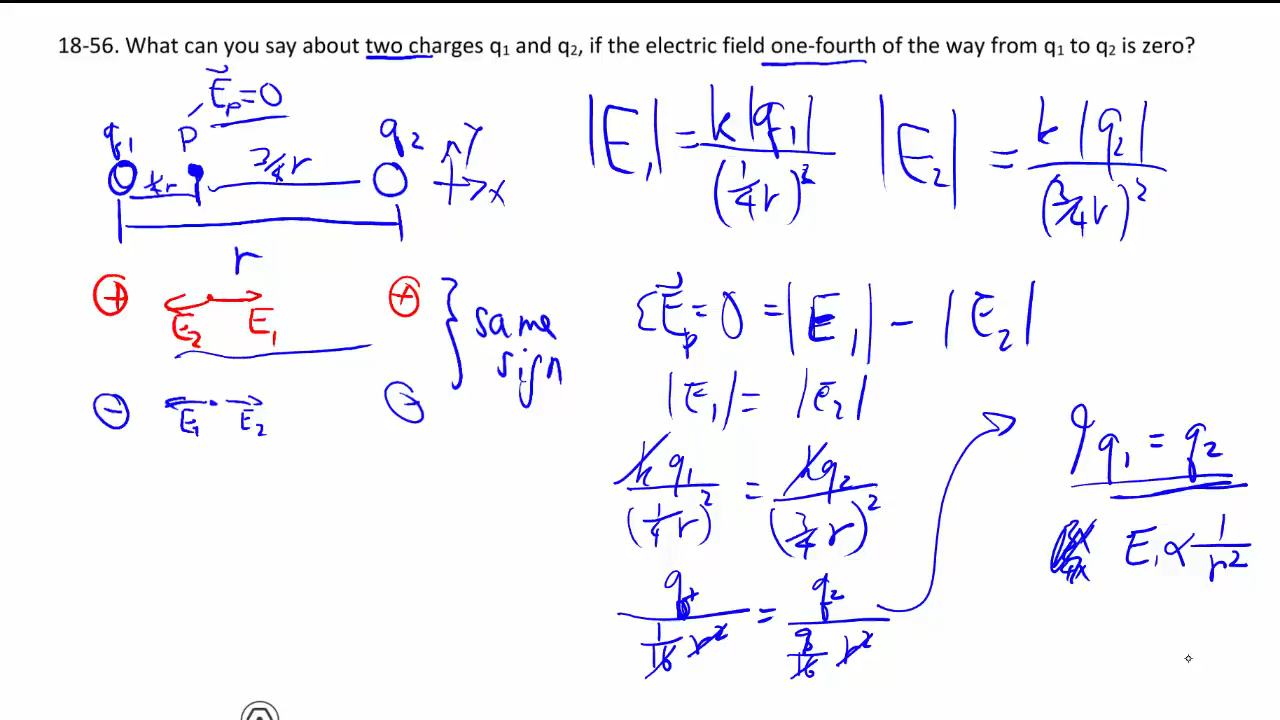 18-56. What can you say about two charges q₁ and q₂, if the electric field one-fourth of the way from q₁ to q₂ is zero?
E⃗p=0
q₁ P q₂ Y
¼r ¾r X
r
+ E₂ E₁ +
- E₁ E₂ -
} same sign
|E₁| = k|q₁| / (¼r)² |E₂| = k|q₂| / (¾r)²
{E⃗p = 0 = |E₁| - |E₂|
|E₁| = |E₂|
kq₁ / (¼r)² = kq₂ / (¾r)²
q₁ / (1/16 r²) = q₂ / (9/16 r²)
9q₁ = q₂
E₁ ∝ 1/r²